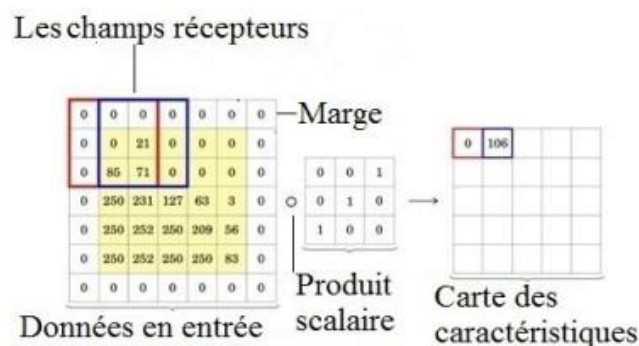 Les champs récepteurs
0 0 0 0 0 0 0
Marge
0 0 21 0 0 0 0
0 106
0 85 71 0 0 0 0
0 0 1
0 250 231 127 63 3 0
0 1 0
0 250 252 250 209 56 0
1 0 0
0 250 252 250 250 83 0
0 0 0 0 0 0 0
Produit
scalaire
Carte des
caractéristiques
Données en entrée